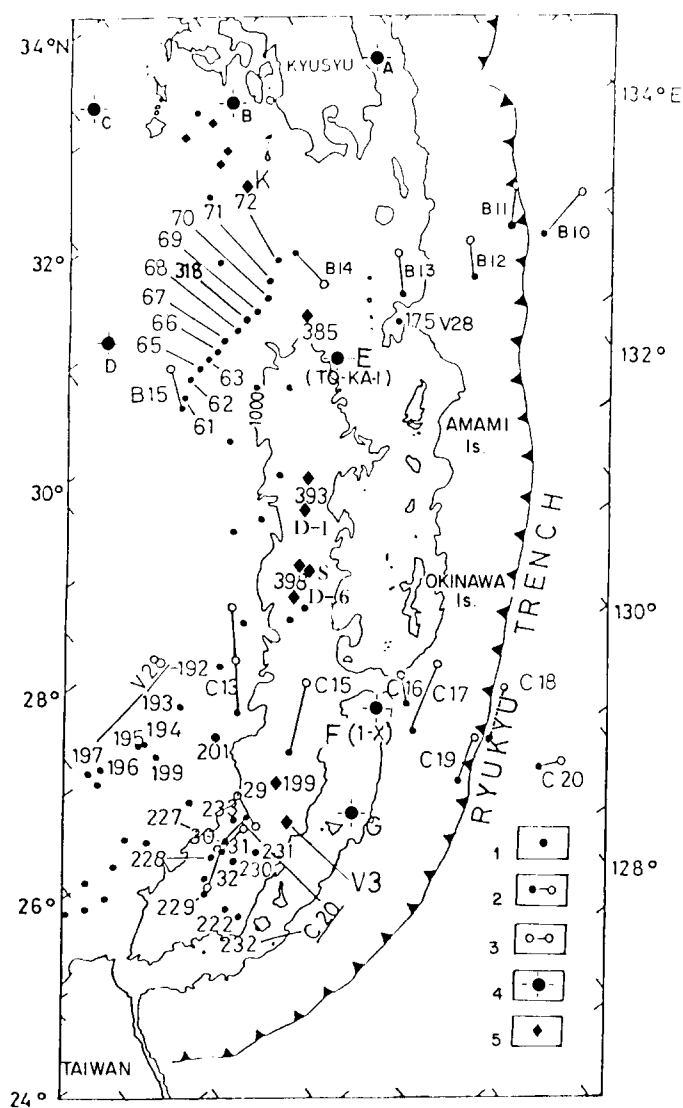 34°N
KYUSYU
A
134°E
C
B
K
72
71
70
69
318
68
67
66
65
63
62
61
B15
D
32°
B14
B13
B12
B11
B10
385
175 V28
E
(TO-KA-1)
132°
1000
AMAMI
Is.
30°
393
D-1
398
S
D-6
OKINAWA
Is.
130°
RYUKYU TRENCH
V28
192
C13
C15
C16
C17
C18
28°
193
194
195
201
F (1-X)
C19
C20
197
196
199
29
199
227
233
G
30
31
231
228
32
230
V3
128°
229
222
232
C20
26°
1
2
3
4
5
TAIWAN
24°